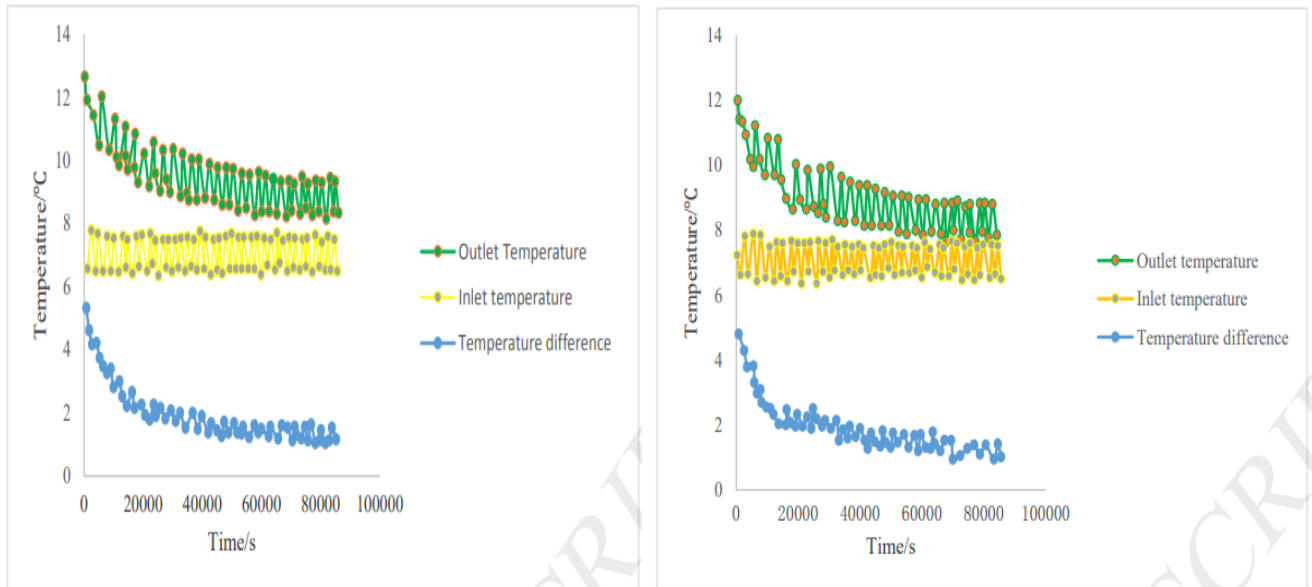 14
12
10
8
6
4
2
0
Temperature/°C
0
20000
40000
60000
80000
100000
Time/s
Outlet Temperature
Inlet temperature
Temperature difference
14
12
10
8
6
4
2
0
Temperature/°C
0
20000
40000
60000
80000
100000
Time/s
Outlet temperature
Inlet temperature
Temperature difference
SCRI